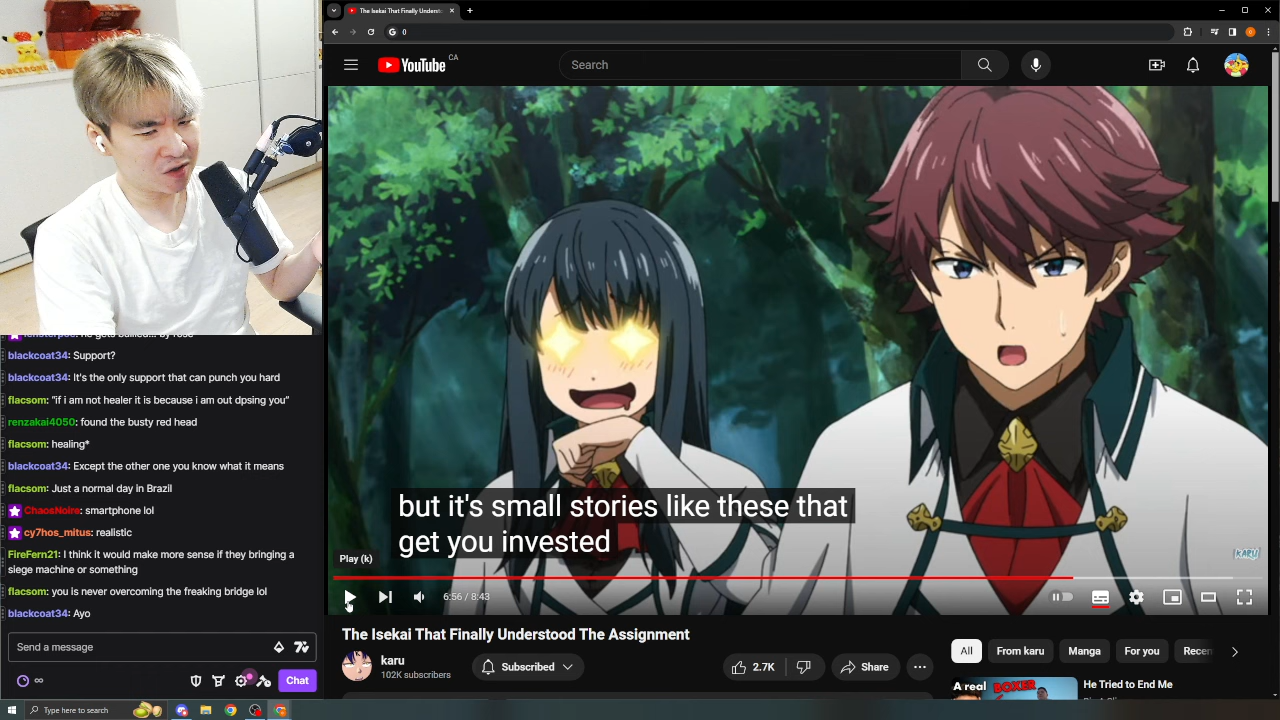 The Isekai That Finally Underst
0
YouTube CA
Search
but it's small stories like these that
get you invested
Play (k)
KARU
6:56 / 8:43
The Isekai That Finally Understood The Assignment
karu
102K subscribers
Subscribed
2.7K
Share
All
From karu
Manga
For you
Recen
A real BOXER
He Tried to End Me
blackcoat34: Support?
blackcoat34: It's the only support that can punch you hard
flacsom: "if i am not healer it is because i am out dpsing you"
renzakai4050: found the busty red head
flacsom: healing*
blackcoat34: Except the other one you know what it means
flacsom: Just a normal day in Brazil
ChaosNoire: smartphone lol
cy7hos_mitus: realistic
FireFern21: I think it would make more sense if they bringing a
siege machine or something
flacsom: you is never overcoming the freaking bridge lol
blackcoat34: Ayo
Send a message
Chat
Type here to search